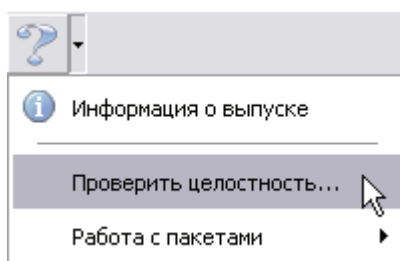 Информация о выпуске
Проверить целостность...
Работа с пакетами